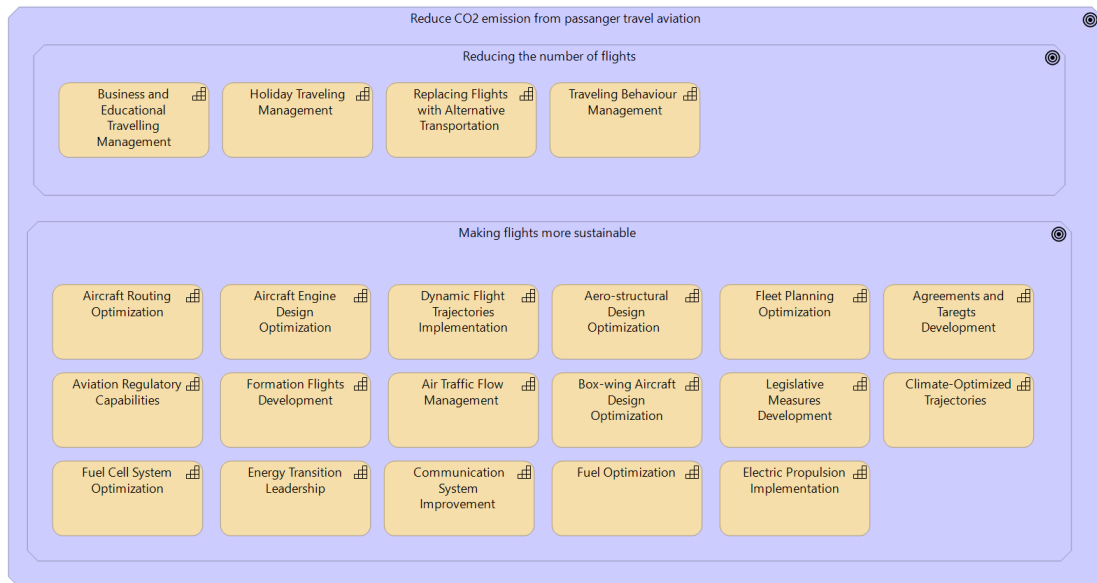 Reduce CO2 emission from passanger travel aviation
Reducing the number of flights
Business and
Educational
Travelling
Management
Holiday Traveling
Management
Replacing Flights
with Alternative
Transportation
Traveling Behaviour
Management
Making flights more sustainable
Aircraft Routing
Optimization
Aircraft Engine
Design
Optimization
Dynamic Flight
Trajectories
Implementation
Aero-structural
Design
Optimization
Fleet Planning
Optimization
Agreements and
Taregts
Development
Aviation Regulatory
Capabilities
Formation Flights
Development
Air Traffic Flow
Management
Box-wing Aircraft
Design
Optimization
Legislative
Measures
Development
Climate-Optimized
Trajectories
Fuel Cell System
Optimization
Energy Transition
Leadership
Communication
System
Improvement
Fuel Optimization
Electric Propulsion
Implementation